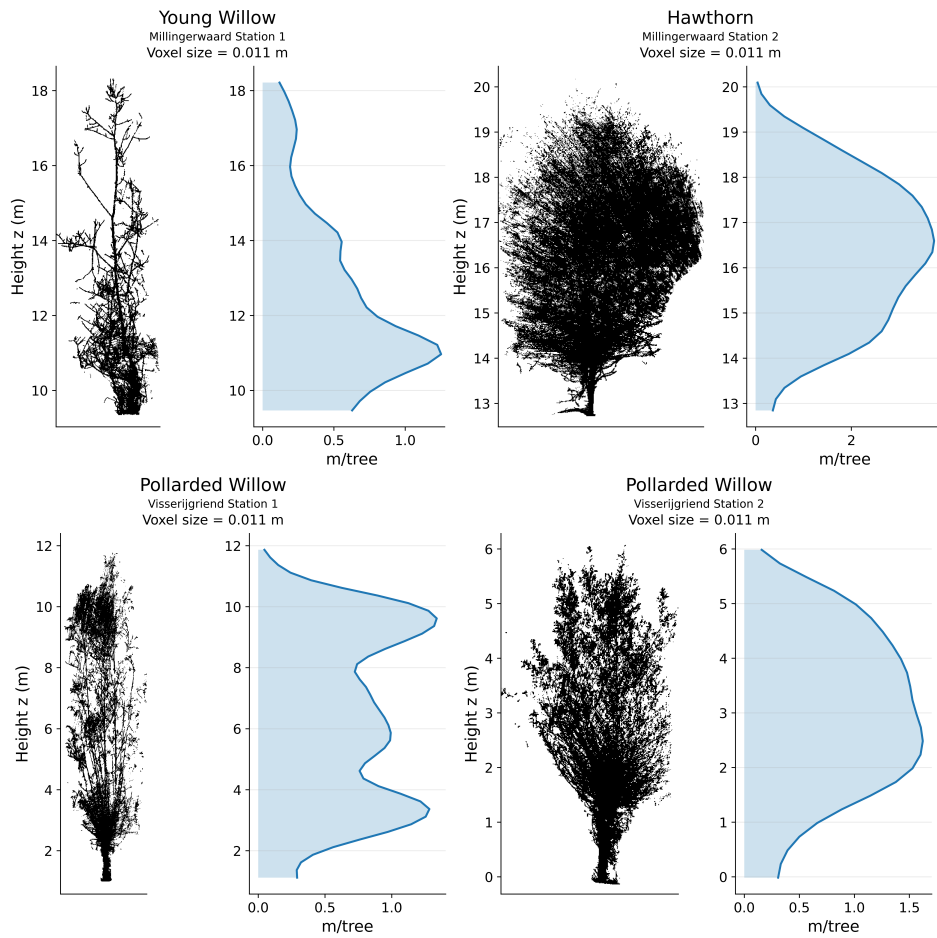 Young Willow
Millingerwaard Station 1
Voxel size = 0.011 m
Height z (m)
18
16
14
12
10
18
16
14
12
10
0.0 0.5 1.0
m/tree
Hawthorn
Millingerwaard Station 2
Voxel size = 0.011 m
Height z (m)
20
19
18
17
16
15
14
13
20
19
18
17
16
15
14
13
0 2
m/tree
Pollarded Willow
Visserijgriend Station 1
Voxel size = 0.011 m
Height z (m)
12
10
8
6
4
2
12
10
8
6
4
2
0.0 0.5 1.0
m/tree
Pollarded Willow
Visserijgriend Station 2
Voxel size = 0.011 m
Height z (m)
6
5
4
3
2
1
0
6
5
4
3
2
1
0
0.0 0.5 1.0 1.5
m/tree